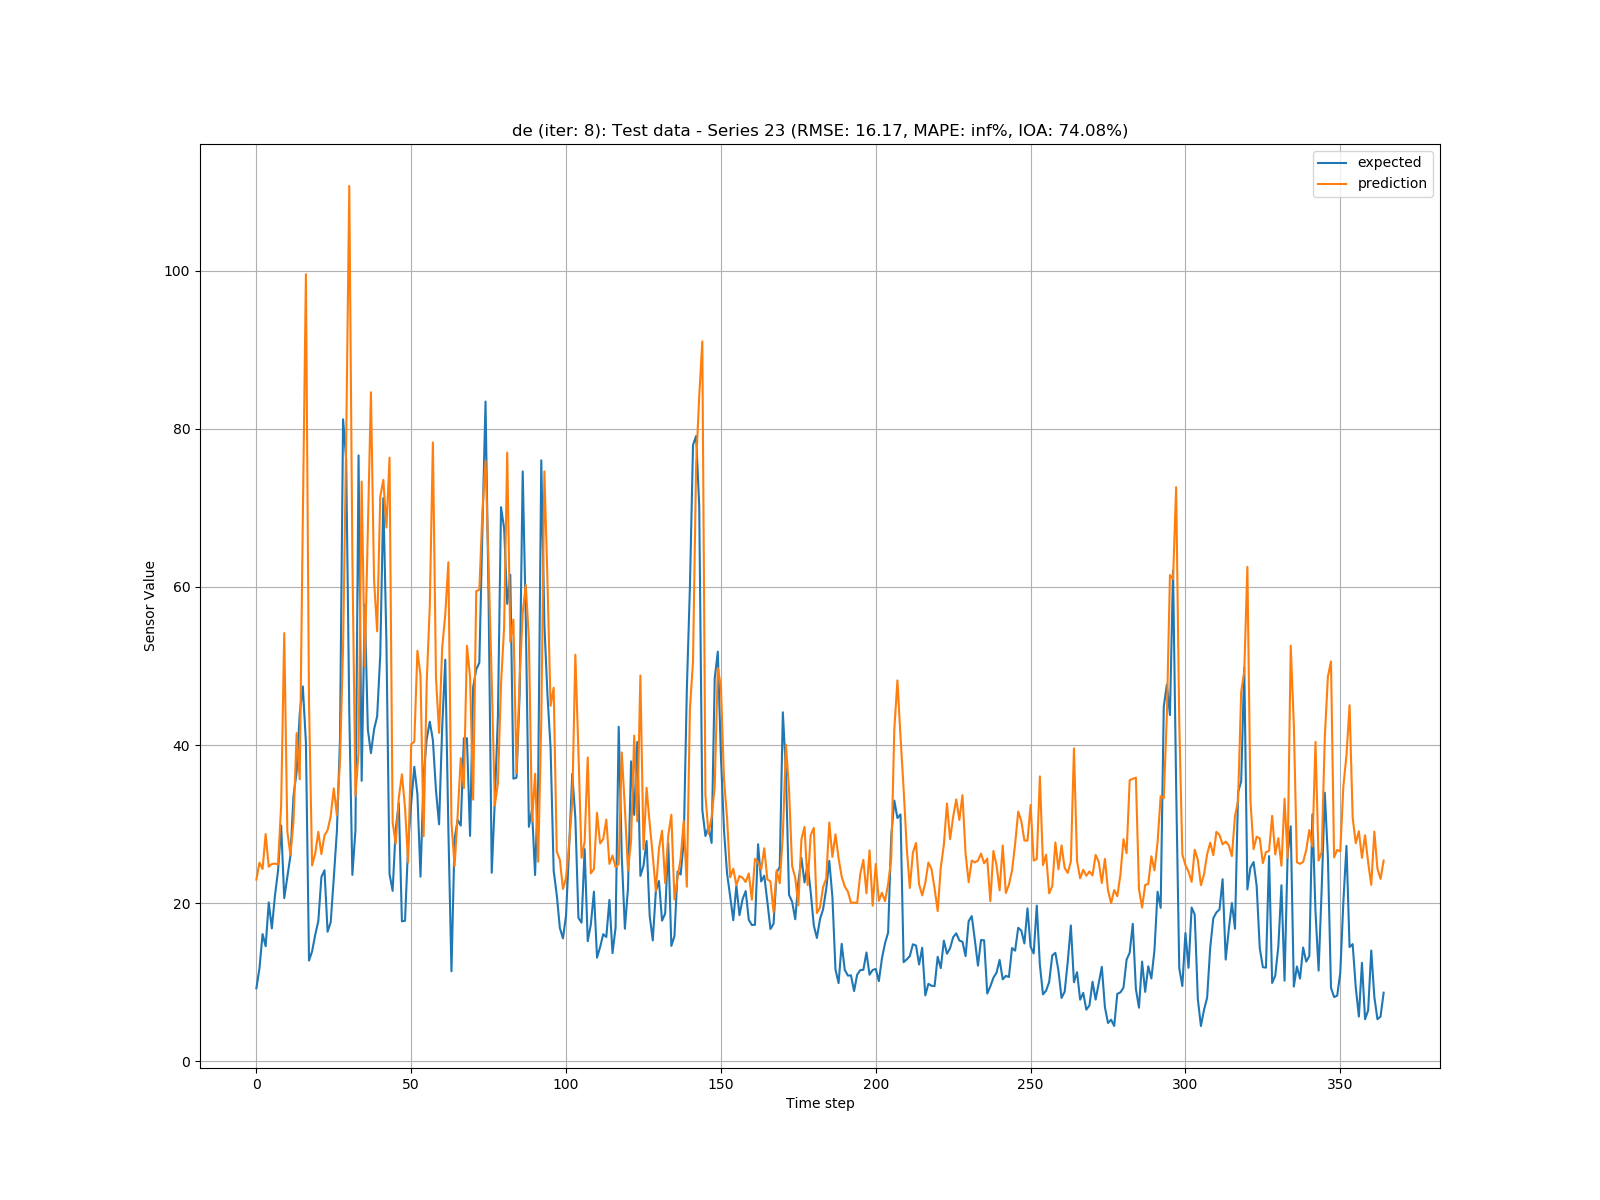 de (iter: 8): Test data - Series 23 (RMSE: 16.17, MAPE: inf%, IOA: 74.08%)
expected
prediction
100
80
60
40
20
0
Sensor Value
0 50 100 150 200 250 300 350
Time step